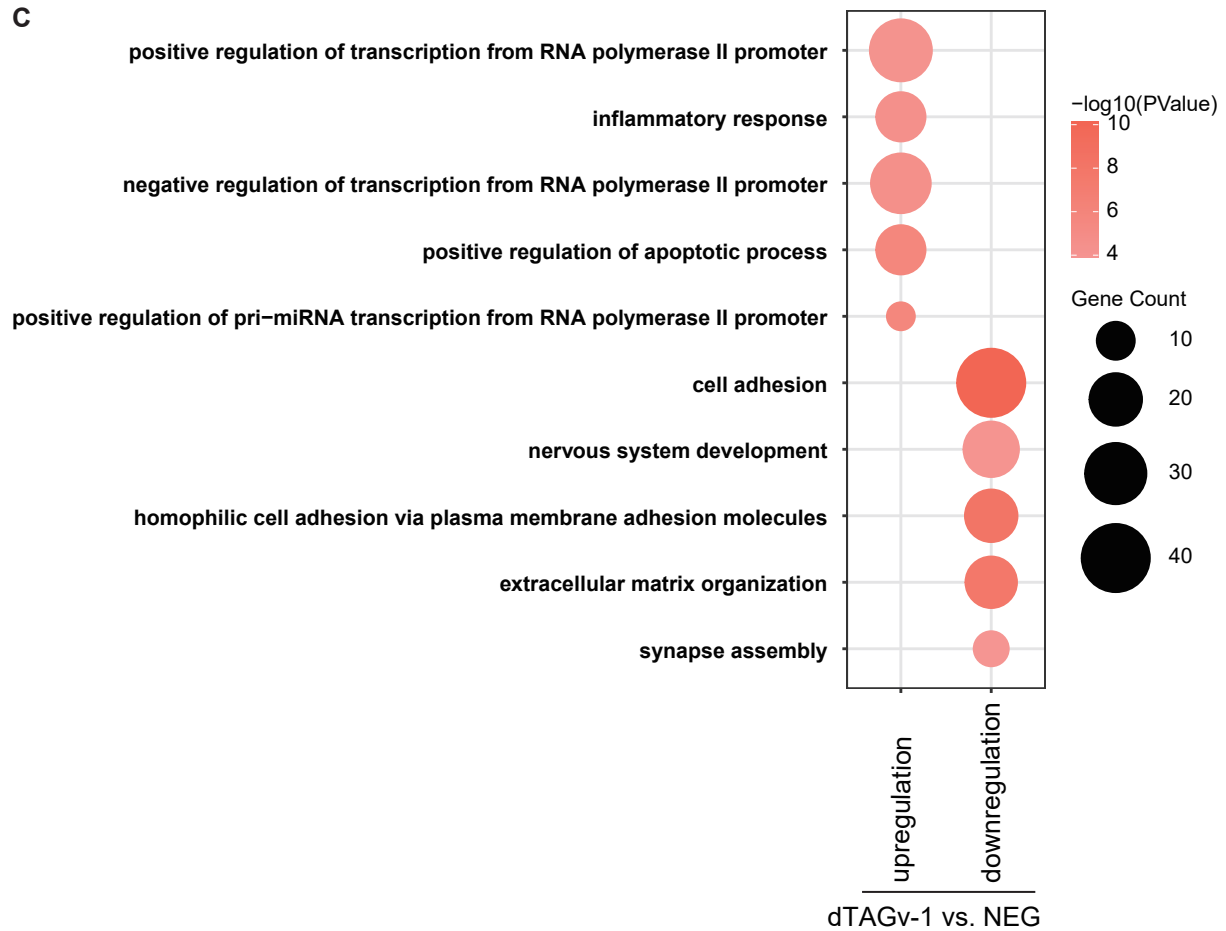 C
positive regulation of transcription from RNA polymerase II promoter
inflammatory response
negative regulation of transcription from RNA polymerase II promoter
positive regulation of apoptotic process
positive regulation of pri−miRNA transcription from RNA polymerase II promoter
cell adhesion
nervous system development
homophilic cell adhesion via plasma membrane adhesion molecules
extracellular matrix organization
synapse assembly
upregulation
downregulation
dTAGv-1 vs. NEG
−log10(PValue)
10
8
6
4
Gene Count
10
20
30
40